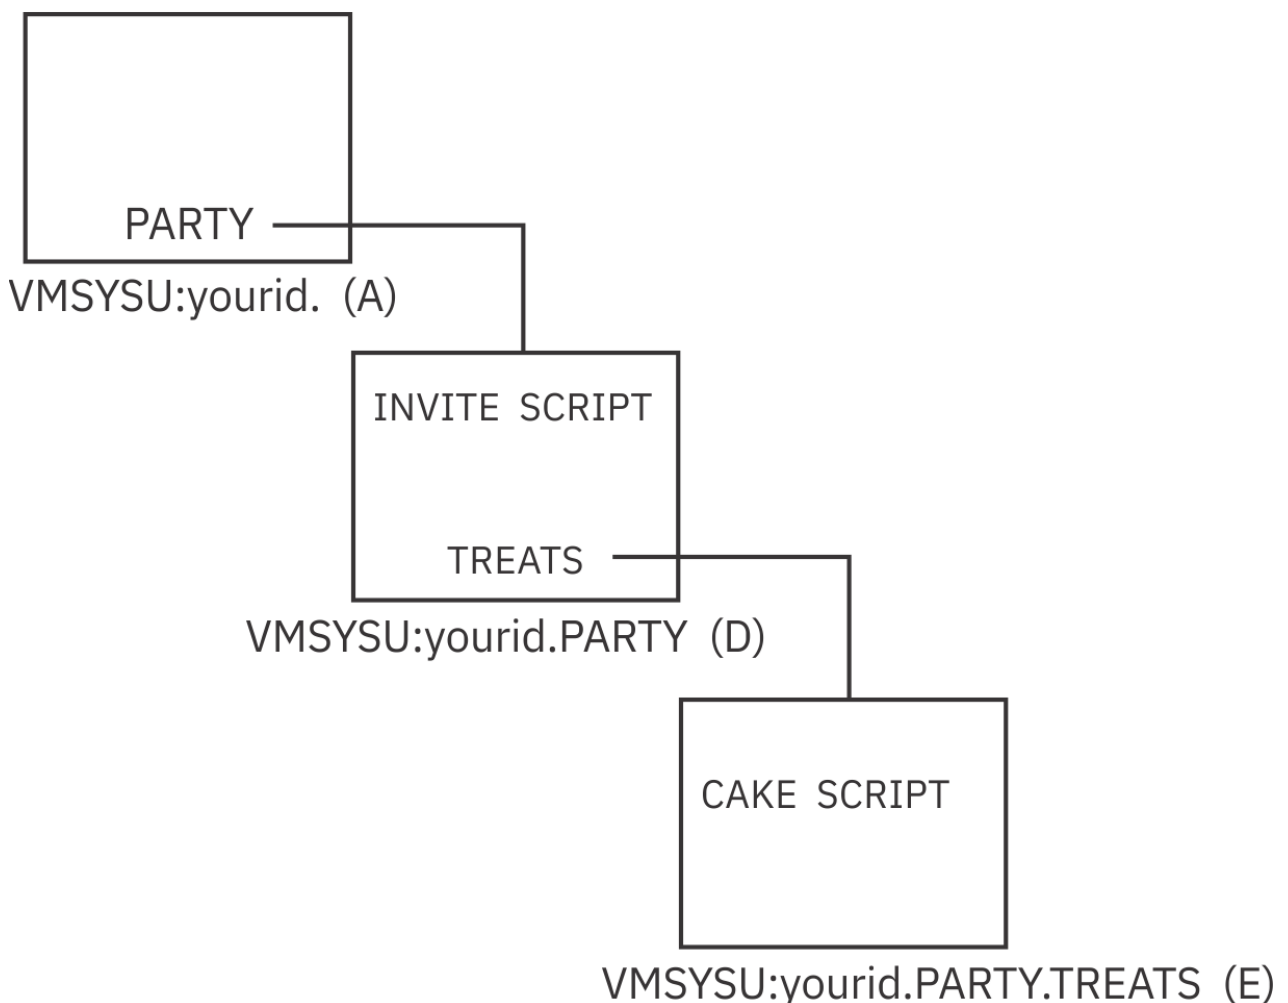 PARTY
VMSYSU:yourid. (A)
INVITE SCRIPT
TREATS
VMSYSU:yourid.PARTY (D)
CAKE SCRIPT
VMSYSU:yourid.PARTY.TREATS (E)